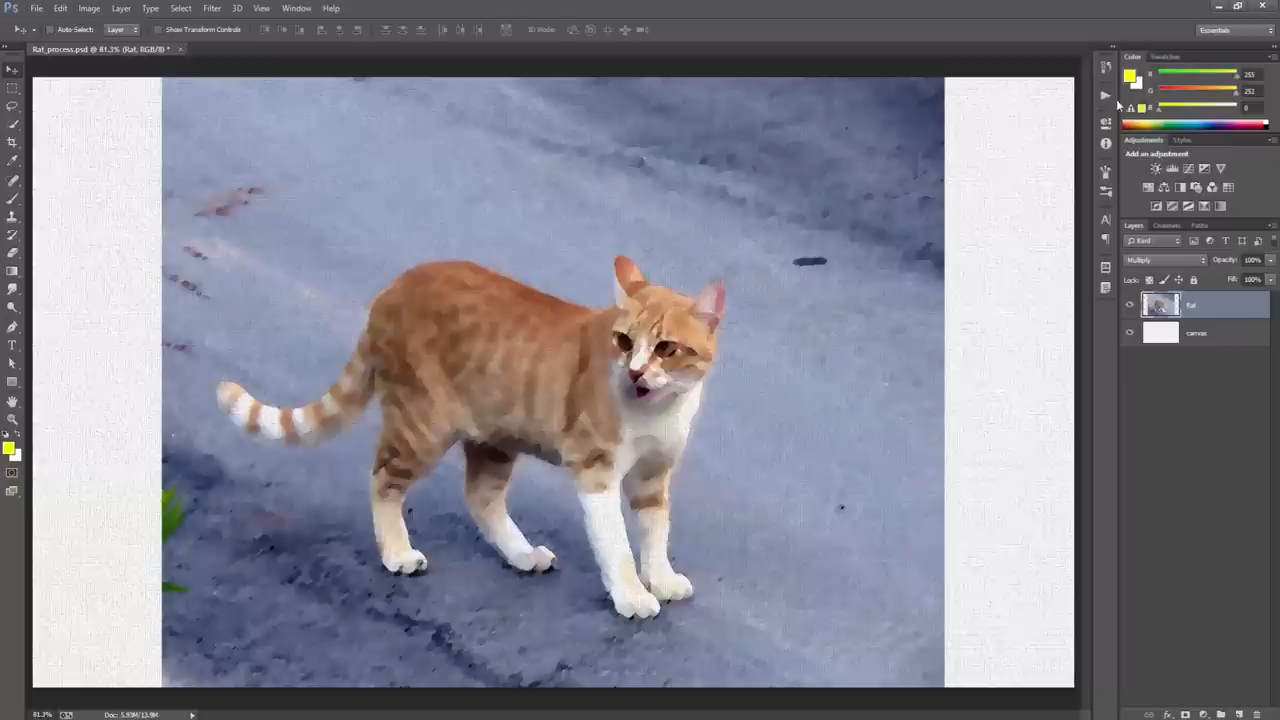 Ps File Edit Image Layer Type Select Filter 3D View Window Help
Auto-Select: Layer Show Transform Controls 3D Mode: Essentials
Rat_process.psd @ 81.3% (Rat, RGB/8) *
Color Swatches
R 255
G 252
B 0
Adjustments Styles
Add an adjustment
Layers Channels Paths
Kind
Multiply Opacity: 100%
Lock: Fill: 100%
Rat
canvas
81.3% Doc: 5.93M/13.9M